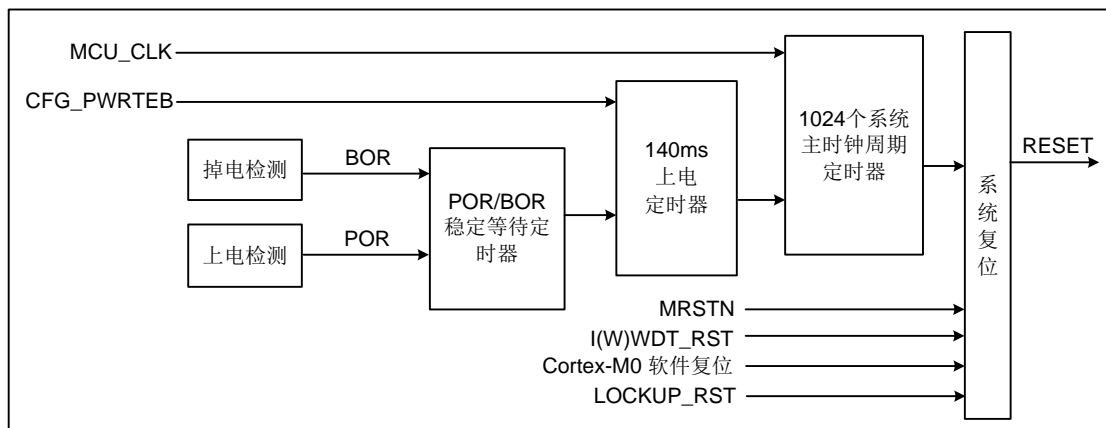 MCU_CLK
CFG_PWRTEB
掉电检测
BOR
上电检测
POR
POR/BOR
稳定等待定
时器
140ms
上电
定时器
1024个系统
主时钟周期
定时器
系
统
复
位
RESET
MRSTN
I(W)WDT_RST
Cortex-M0 软件复位
LOCKUP_RST